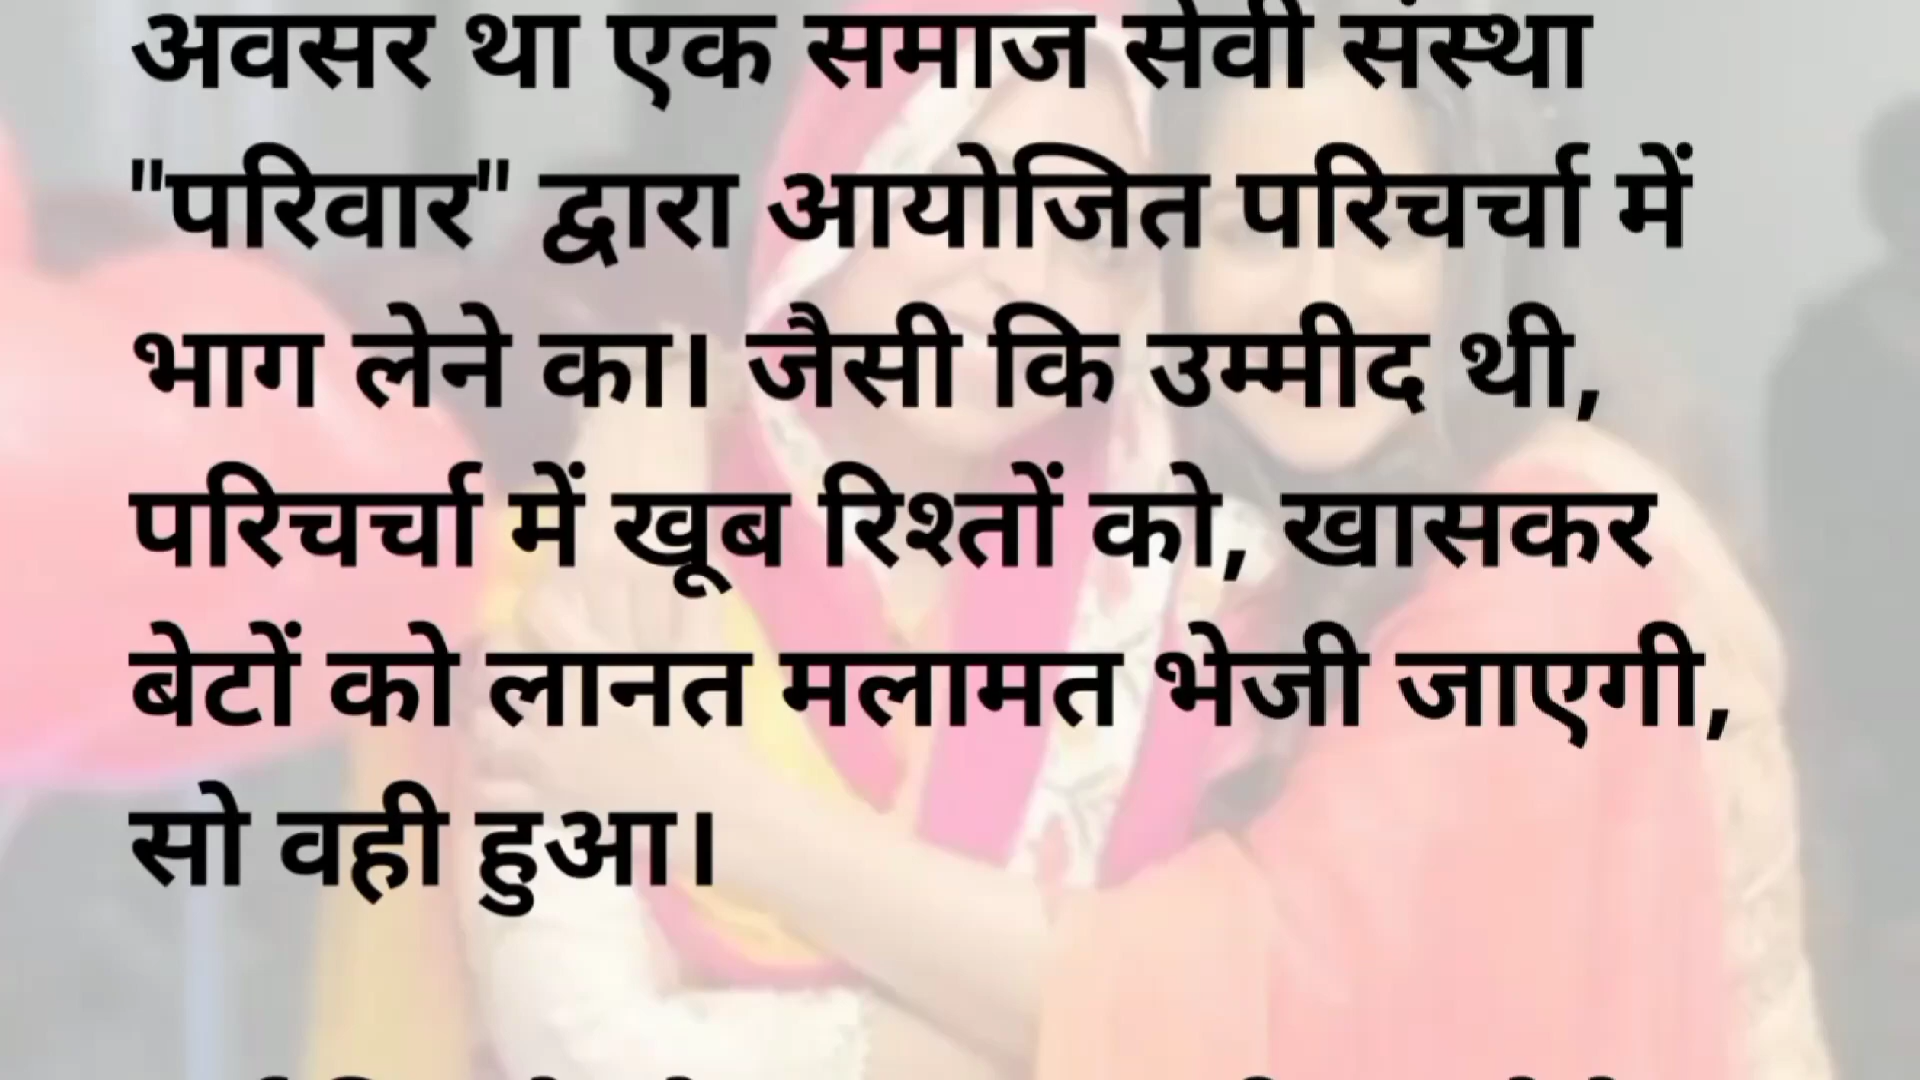 अवसर था एक समाज सेवी संस्था
"परिवार" द्वारा आयोजित परिचर्चा में
भाग लेने का। जैसी कि उम्मीद थी,
परिचर्चा में खूब रिश्तों को, खासकर
बेटों को लानत मलामत भेजी जाएगी,
सो वही हुआ।